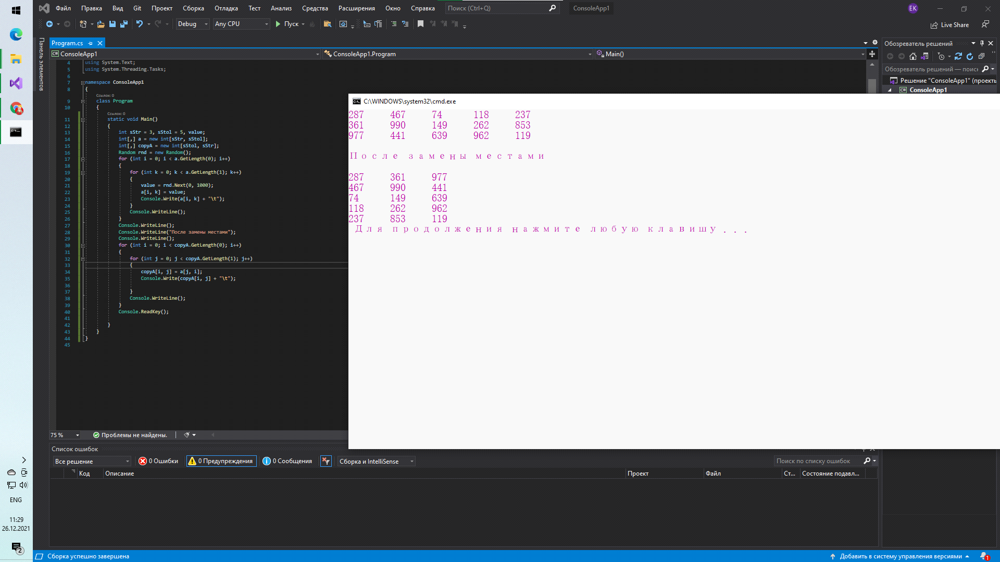 Файл Правка Вид Git Проект Сборка Отладка Тест Анализ Средства Расширения Окно Справка Поиск (Ctrl+Q) ConsoleApp1 EK
Debug Any CPU Пуск Live Share
Панель элементов
Program.cs
ConsoleApp1 ConsoleApp1.Program Main()
4 using System.Text;
5 using System.Threading.Tasks;
6
7 namespace ConsoleApp1
8 {
Ссылок: 0
9 class Program
10 {
Ссылок: 0
11 static void Main()
12 {
13 int sStr = 3, sStol = 5, value;
14 int[,] a = new int[sStr, sStol];
15 int[,] copyA = new int[sStol, sStr];
16 Random rnd = new Random();
17 for (int i = 0; i < a.GetLength(0); i++)
18 {
19 for (int k = 0; k < a.GetLength(1); k++)
20 {
21 value = rnd.Next(0, 1000);
22 a[i, k] = value;
23 Console.Write(a[i, k] + "\t");
24 }
25 Console.WriteLine();
26 }
27 Console.WriteLine();
28 Console.WriteLine("После замены местами");
29 Console.WriteLine();
30 for (int i = 0; i < copyA.GetLength(0); i++)
31 {
32 for (int j = 0; j < copyA.GetLength(1); j++)
33 {
34 copyA[i, j] = a[j, i];
35 Console.Write(copyA[i, j] + "\t");
36
37 }
38 Console.WriteLine();
39 }
40 Console.ReadKey();
41
42 }
43 }
44 }
45
C:\WINDOWS\system32\cmd.exe
287 467 74 118 237
361 990 149 262 853
977 441 639 962 119
После замены местами
287 361 977
467 990 441
74 149 639
118 262 962
237 853 119
Для продолжения нажмите любую клавишу . . .
Обозреватель решений
Обозреватель решений — поиск
Решение "ConsoleApp1" (проекты
ConsoleApp1
75 % Проблемы не найдены.
Список ошибок
Все решение 0 Ошибки 0 Предупреждения 0 Сообщения Сборка и IntelliSense Поиск по списку ошибок
Код Описание Проект Файл Ст... Состояние подавл...
ENG
11:29
26.12.2021
2
Сборка успешно завершена Добавить в систему управления версиями 1